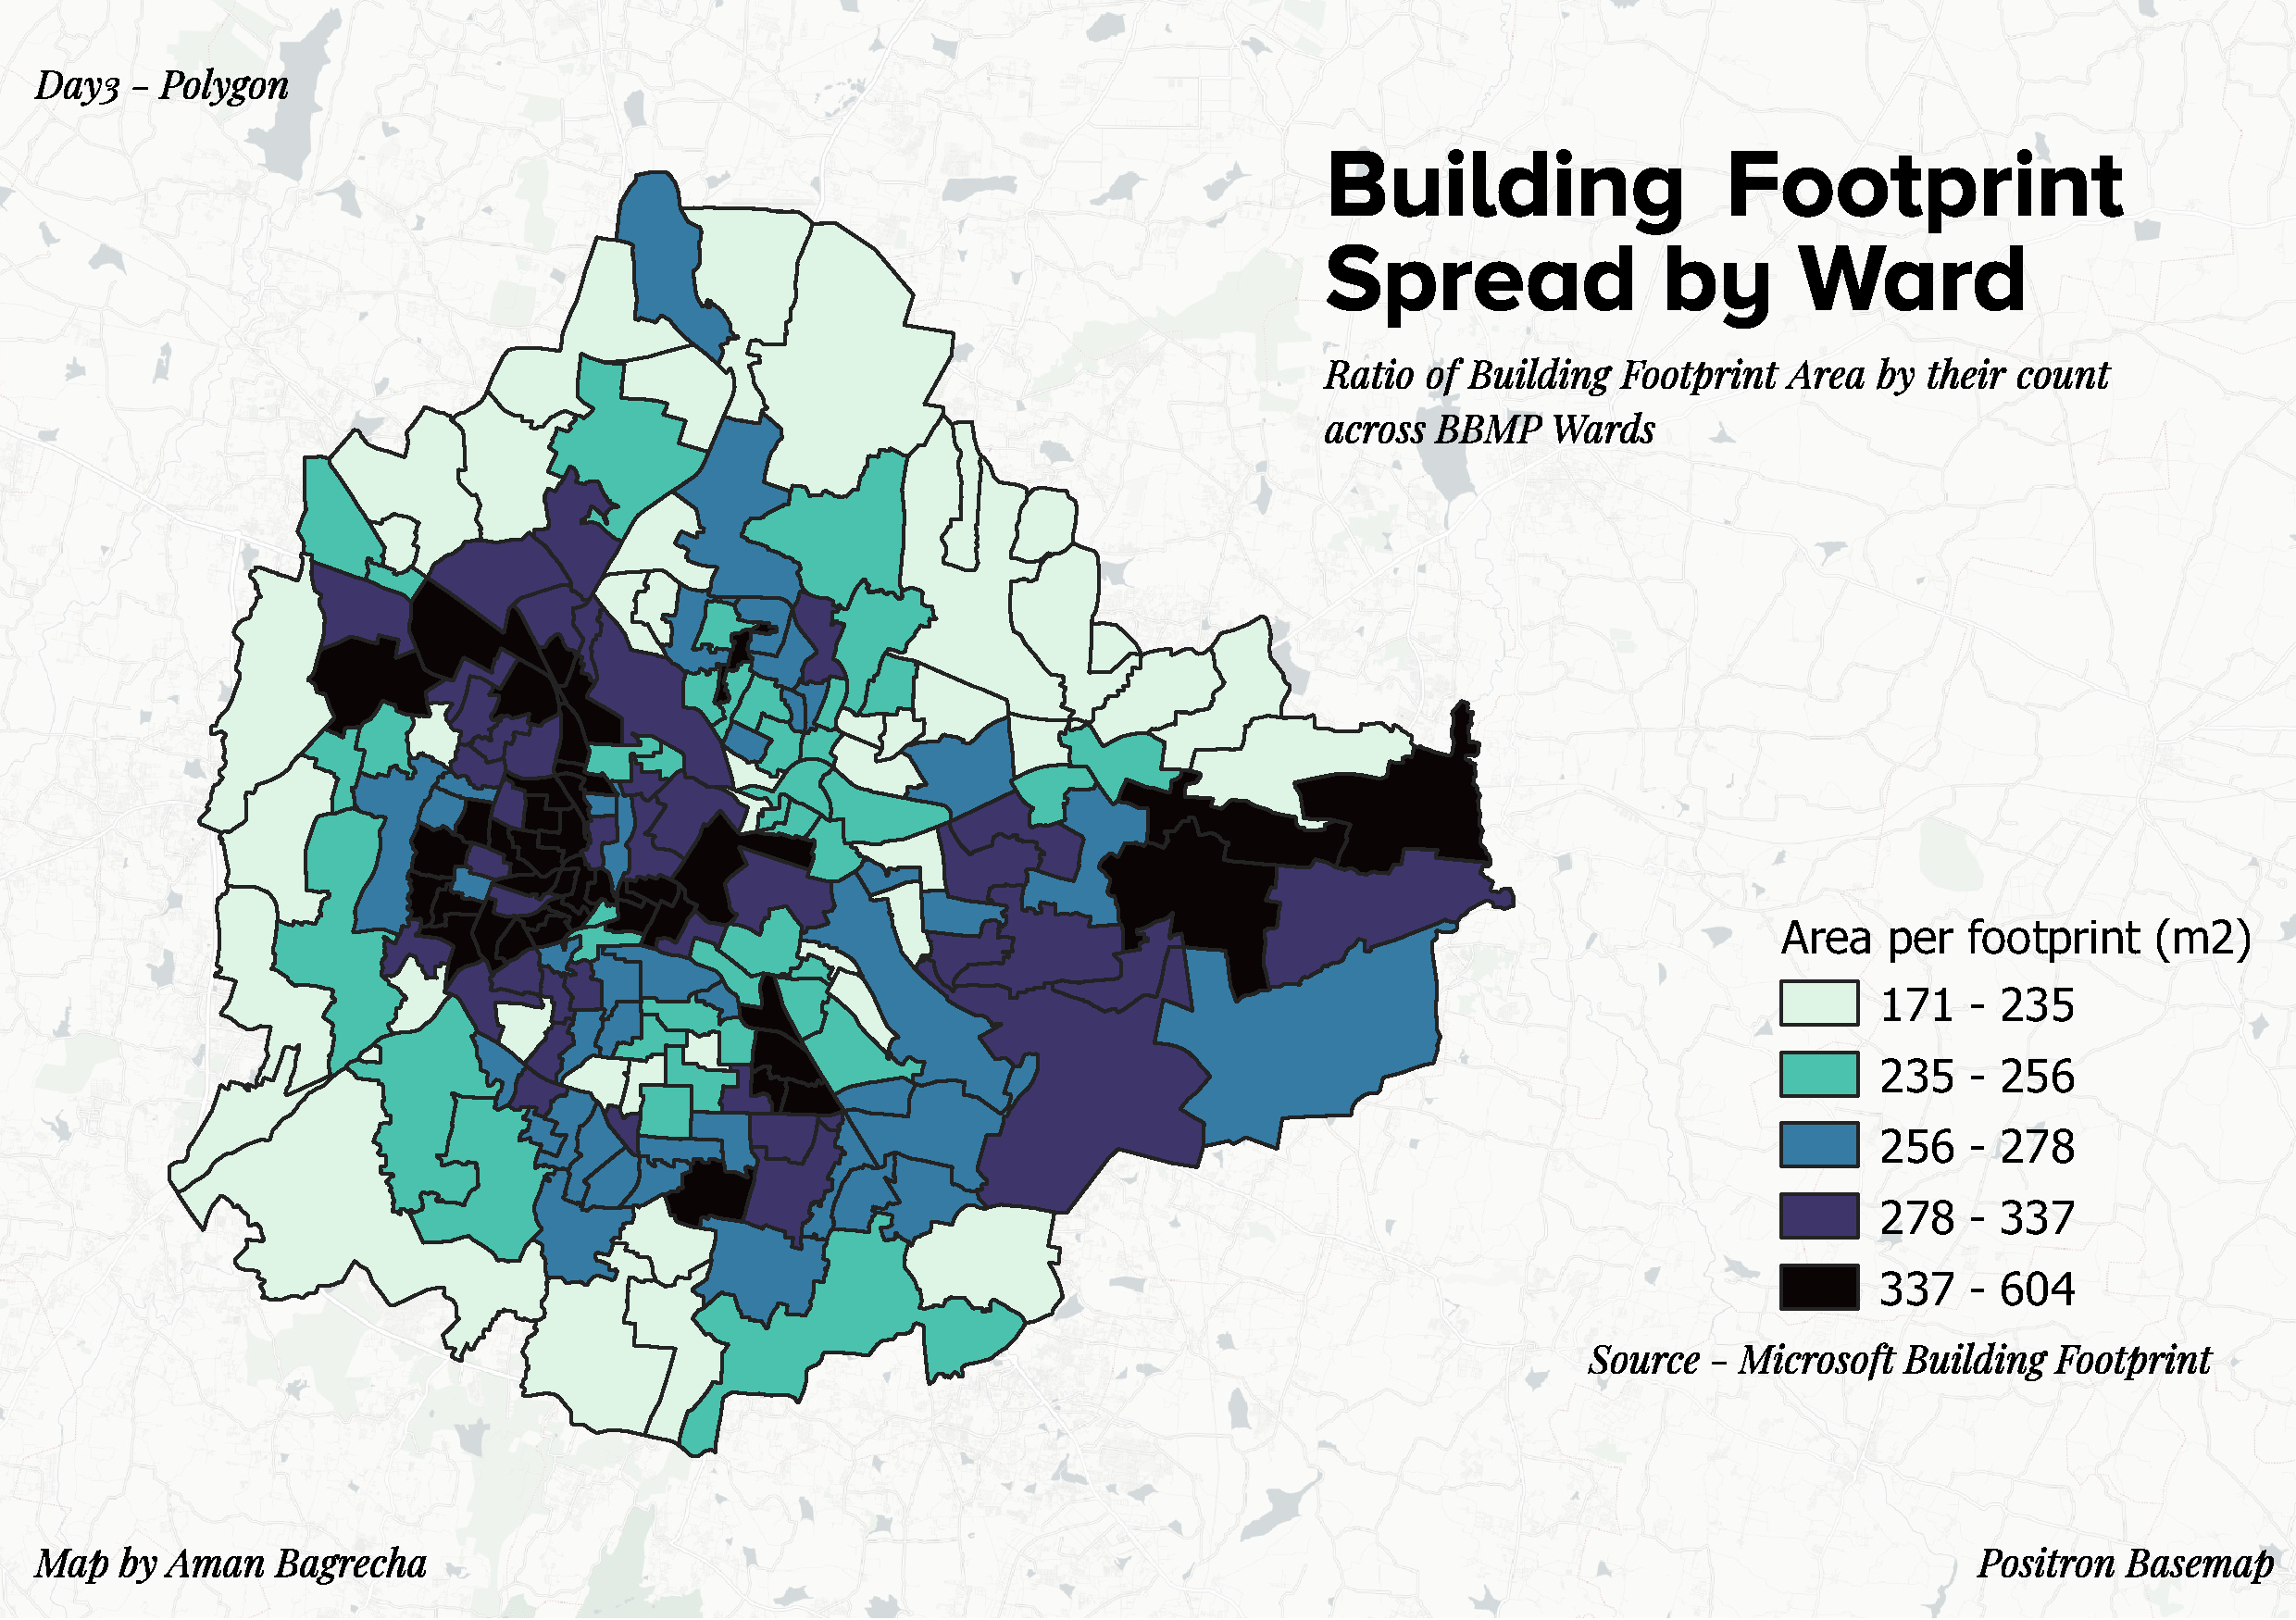 Day3 - Polygon
Building Footprint
Spread by Ward
Ratio of Building Footprint Area by their count
across BBMP Wards
Area per footprint (m2)
171 - 235
235 - 256
256 - 278
278 - 337
337 - 604
Source - Microsoft Building Footprint
Map by Aman Bagrecha
Positron Basemap